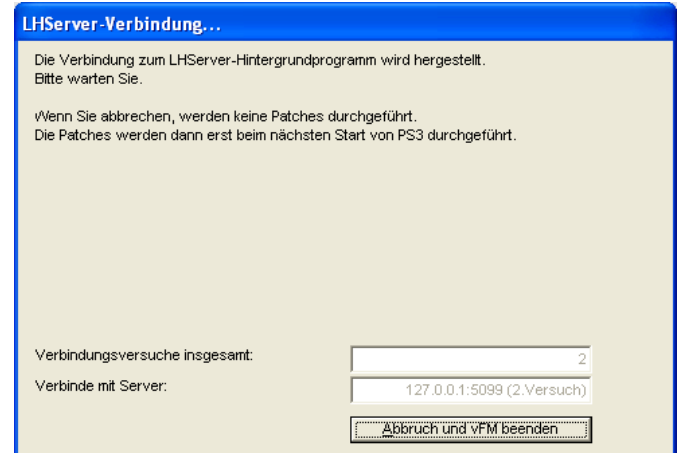 LHServer-Verbindung...
Die Verbindung zum LHServer-Hintergrundprogramm wird hergestellt.
Bitte warten Sie.
Wenn Sie abbrechen, werden keine Patches durchgeführt.
Die Patches werden dann erst beim nächsten Start von PS3 durchgeführt.
Verbindungsversuche insgesamt: 2
Verbinde mit Server: 127.0.0.1:5099 (2.Versuch)
Abbruch und vFM beenden